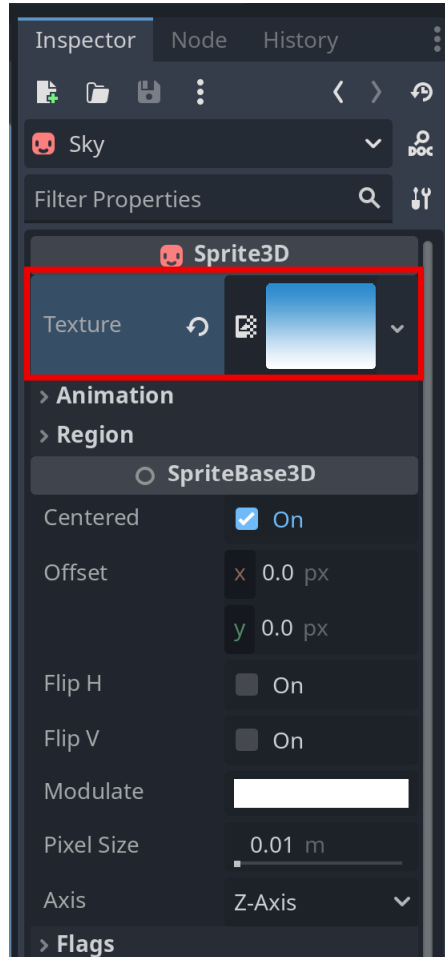 Inspector Node History
Sky
DOC
Filter Properties
Sprite3D
Texture
> Animation
> Region
SpriteBase3D
Centered On
Offset x 0.0 px
y 0.0 px
Flip H On
Flip V On
Modulate
Pixel Size 0.01 m
Axis Z-Axis
> Flags